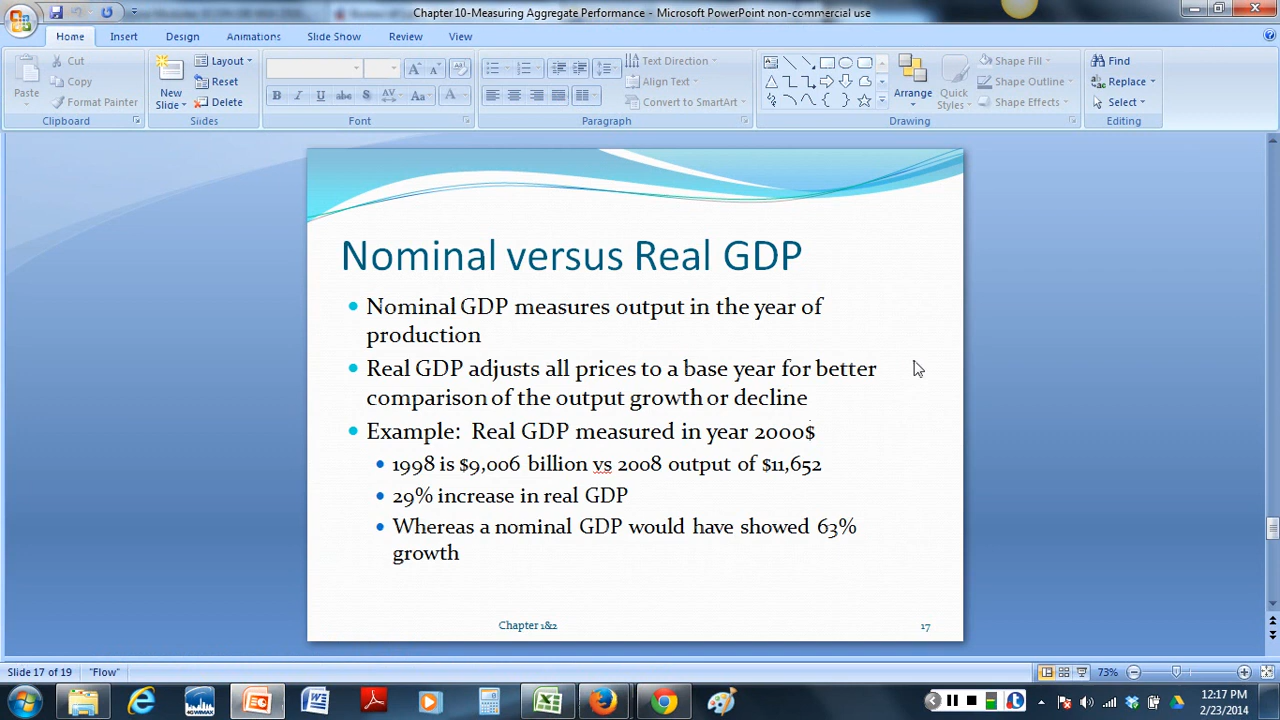 Chapter10-Measuring Aggregate Performance - Microsoft PowerPoint non-commercial use
Home Insert Design Animations Slide Show Review View
Paste
Cut
Copy
Format Painter
Clipboard
New Slide
Layout
Reset
Delete
Slides
B I U abc S AV Aa A
Font
Text Direction
Align Text
Convert to SmartArt
Paragraph
Arrange
Quick Styles
Shape Fill
Shape Outline
Shape Effects
Drawing
Find
Replace
Select
Editing
Nominal versus Real GDP
Nominal GDP measures output in the year of
production
Real GDP adjusts all prices to a base year for better
comparison of the output growth or decline
Example: Real GDP measured in year 2000$
1998 is $9,006 billion vs 2008 output of $11,652
29% increase in real GDP
Whereas a nominal GDP would have showed 63%
growth
Chapter 1&2 17
Slide 17 of 19 "Flow" 73%
4GWIMAX
12:17 PM
2/23/2014